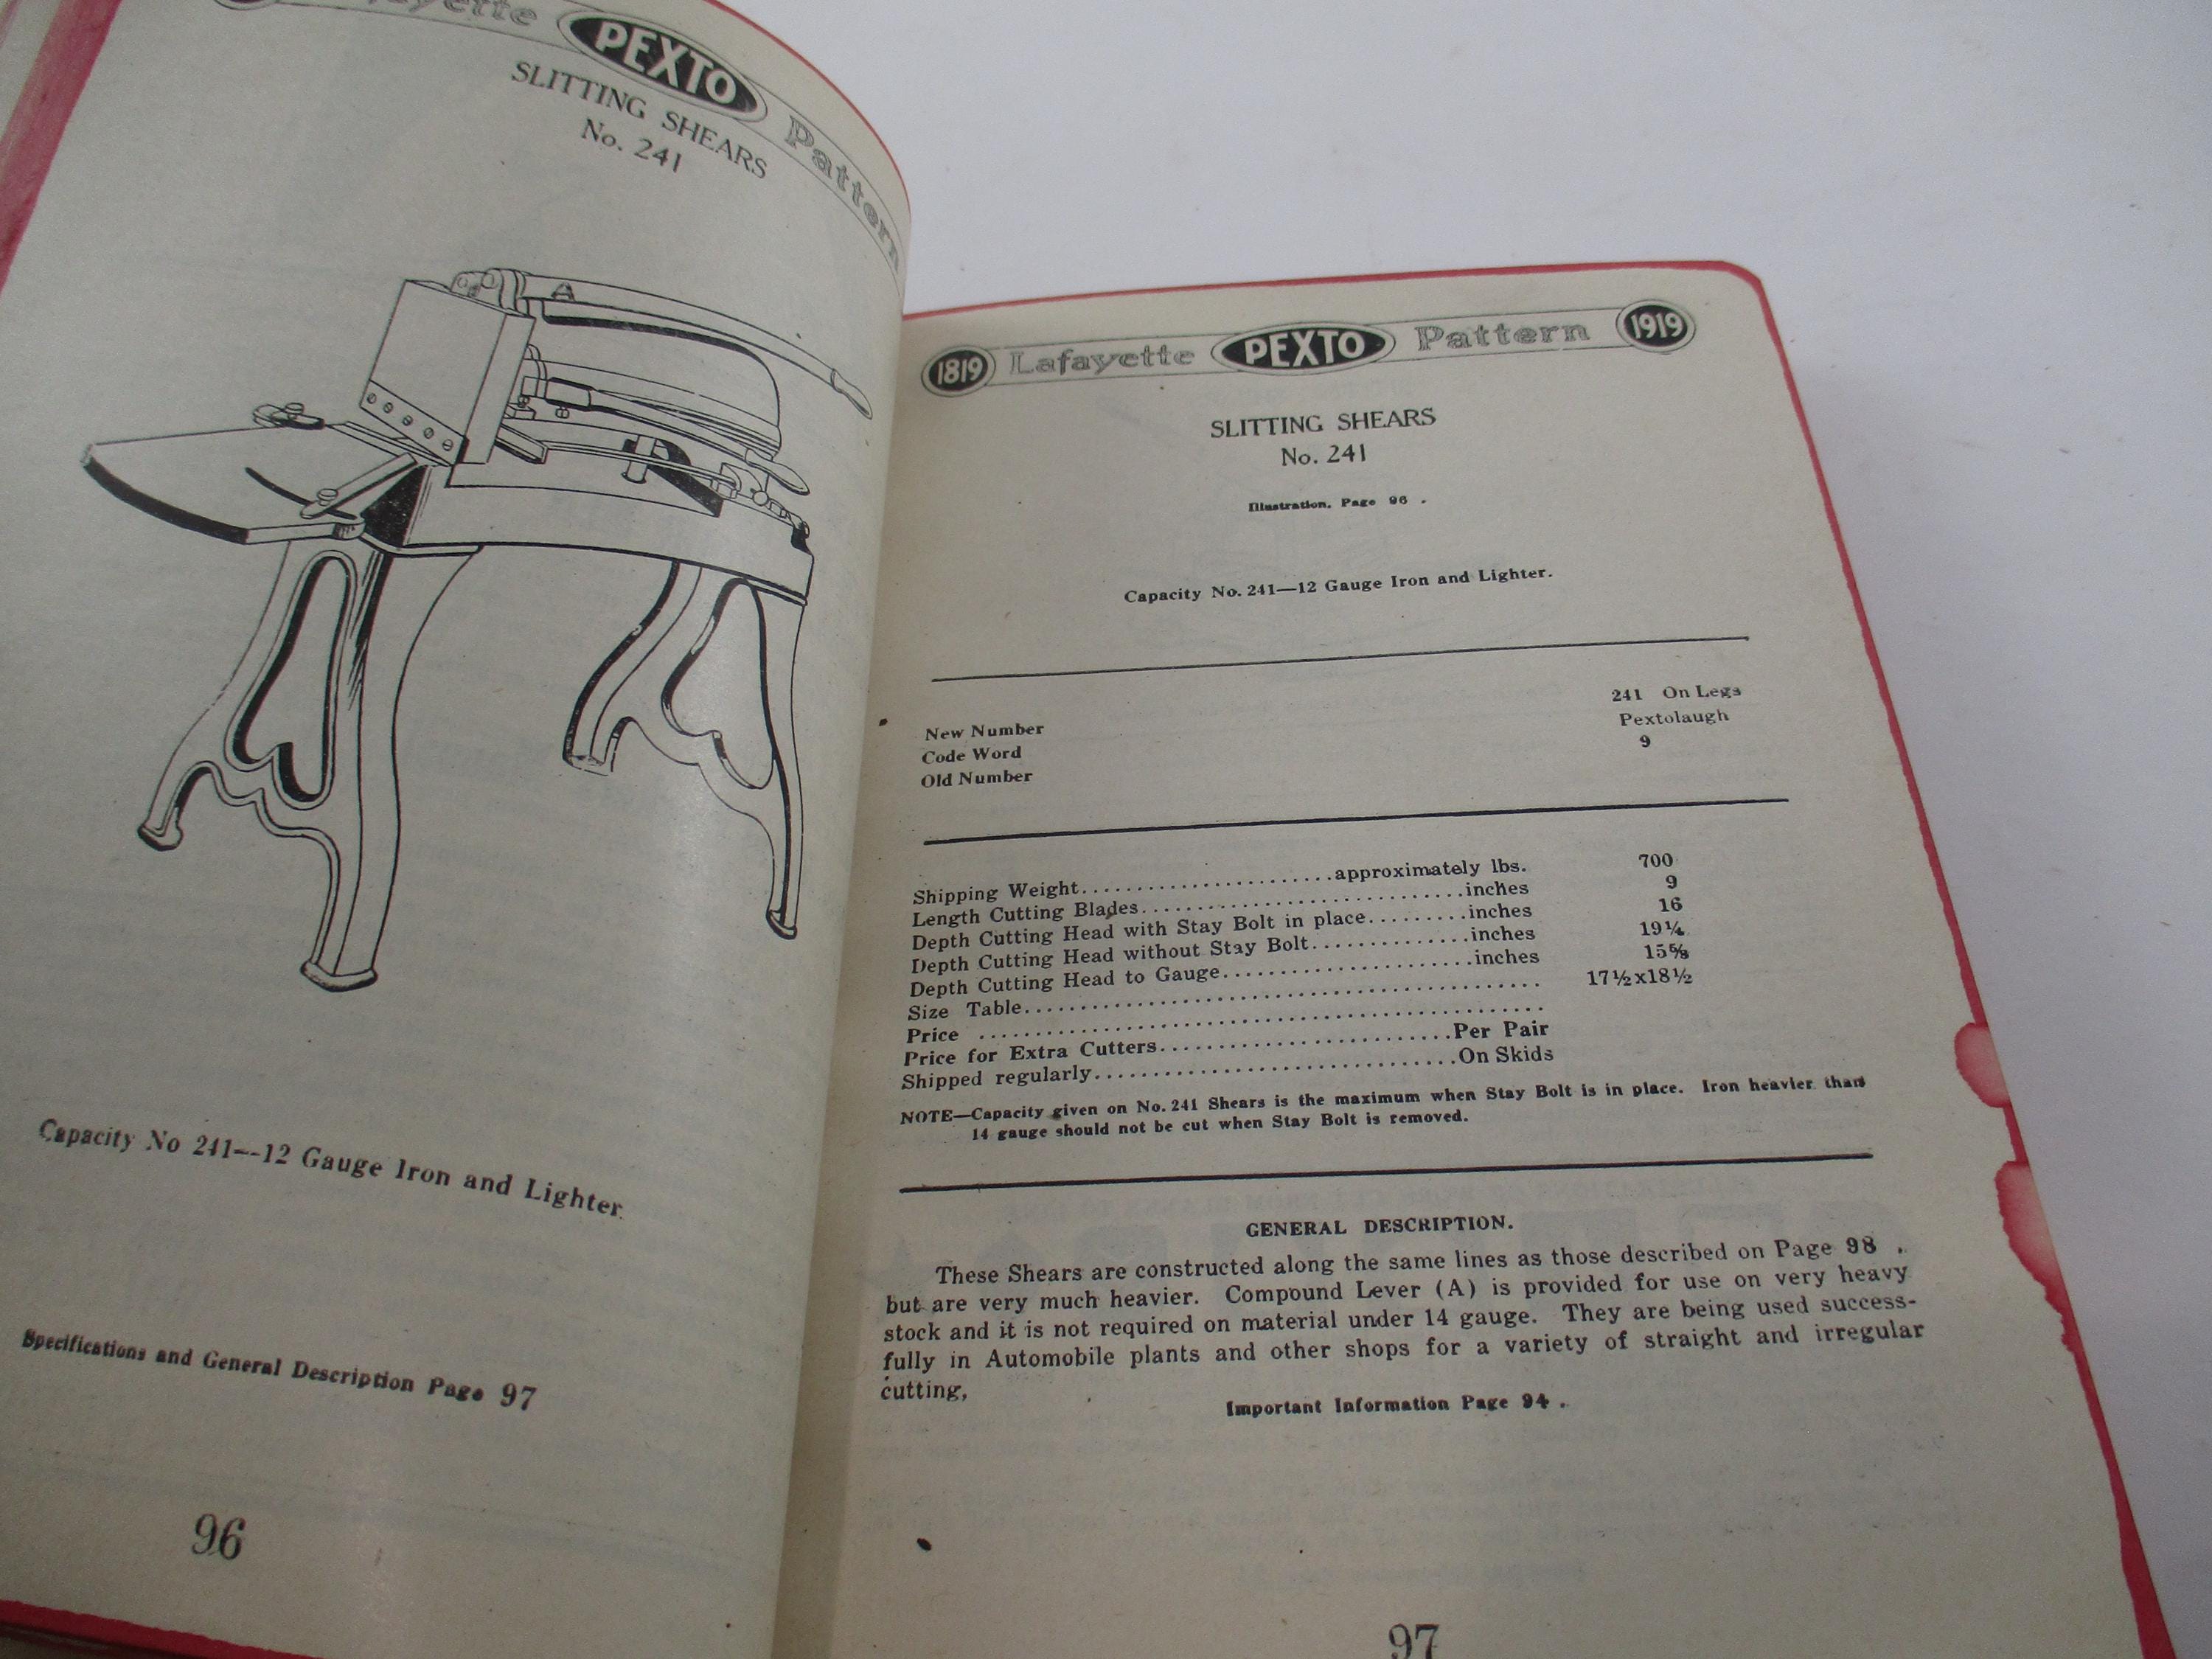 Lafayette PEXTO Pattern
SLITTING SHEARS
No. 241
A
Capacity No 241--12 Gauge Iron and Lighter.
Specifications and General Description Page 97
96
1819 Lafayette PEXTO Pattern 1919
SLITTING SHEARS
No. 241
Illustration, Page 96 .
Capacity No. 241—12 Gauge Iron and Lighter.
New Number 241 On Legs
Code Word Pextolaugh
Old Number 9
Shipping Weight........................approximately lbs. 700
Length Cutting Blades..............................inches 9
Depth Cutting Head with Stay Bolt in place.........inches 16
Depth Cutting Head without Stay Bolt..............inches 19¼
Depth Cutting Head to Gauge.......................inches 15⅝
Size Table................................................ 17½x18½
Price ....................................................
Price for Extra Cutters...........................Per Pair
Shipped regularly.................................On Skids
NOTE—Capacity given on No. 241 Shears is the maximum when Stay Bolt is in place. Iron heavier than
14 gauge should not be cut when Stay Bolt is removed.
GENERAL DESCRIPTION.
These Shears are constructed along the same lines as those described on Page 98 ,
but are very much heavier. Compound Lever (A) is provided for use on very heavy
stock and it is not required on material under 14 gauge. They are being used success-
fully in Automobile plants and other shops for a variety of straight and irregular
cutting,
Important Information Page 94 .
97